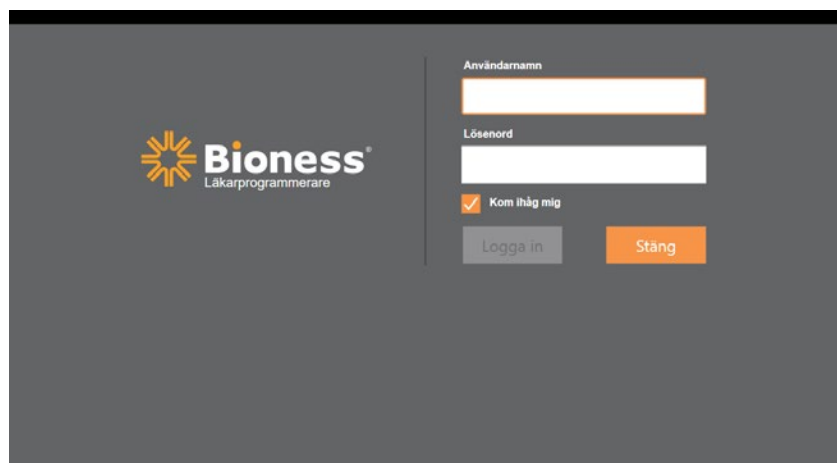 Bioness®
Läkarprogrammerare
Användarnamn
Lösenord
Kom ihåg mig
Logga in
Stäng